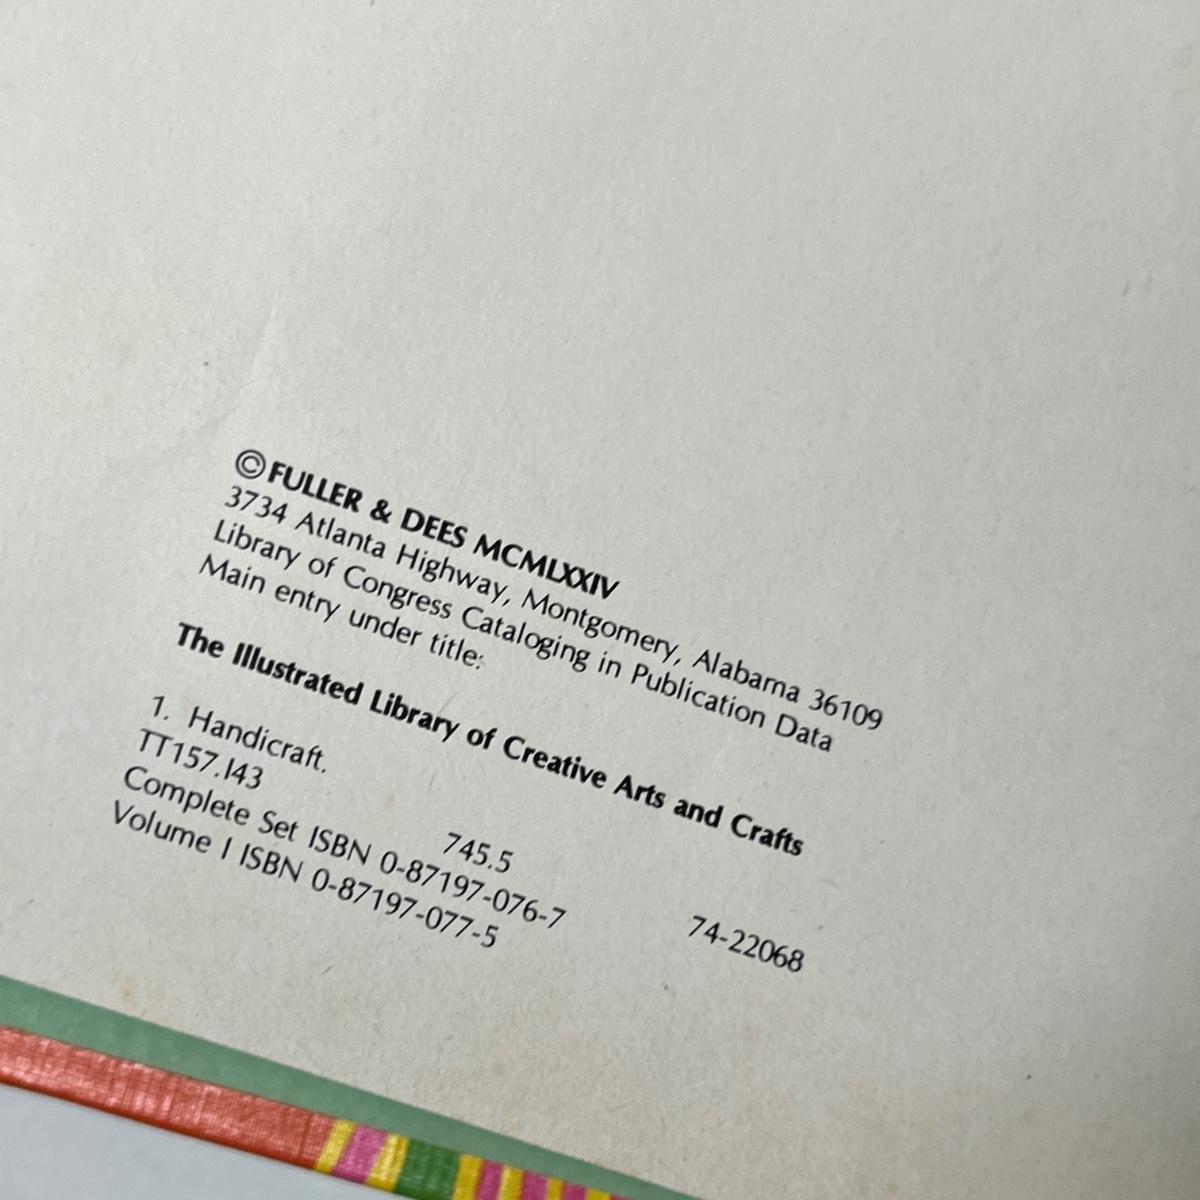 © FULLER & DEES MCMLXXIV
3734 Atlanta Highway, Montgomery, Alabama 36109
Library of Congress Cataloging in Publication Data
Main entry under title:
The Illustrated Library of Creative Arts and Crafts
1. Handicraft.
TT157.I43 745.5 74-22068
Complete Set ISBN 0-87197-076-7
Volume I ISBN 0-87197-077-5